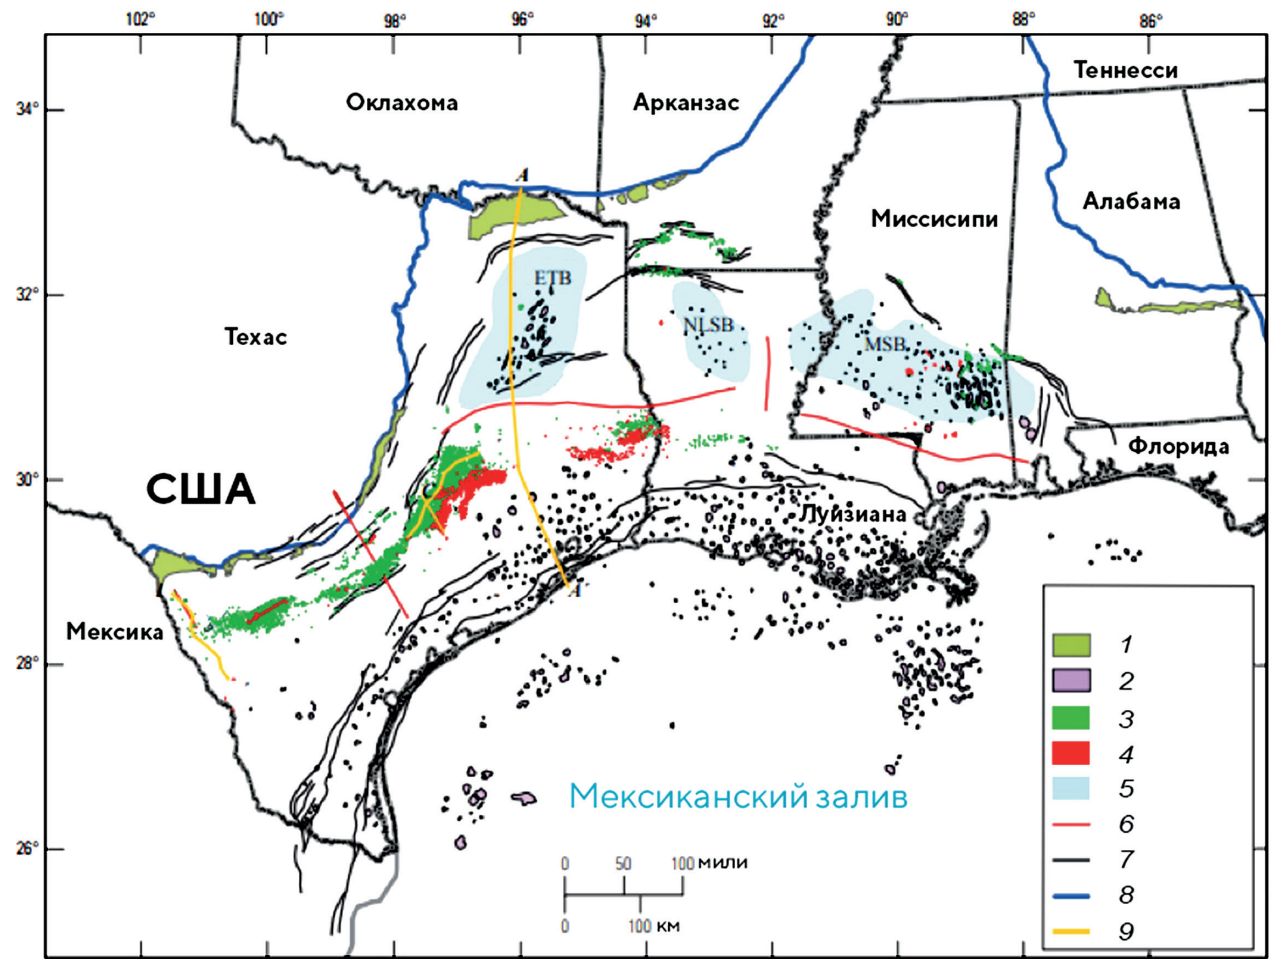 102° 100° 98° 96° 94° 92° 90° 88° 86°
Теннесси
34°
Оклахома
Арканзас
A
Алабама
Миссисипи
ETB
32°
Техас
NLSB
MSB
Флорида
30°
США
Луизиана
A'
Мексика
28°
1
2
3
4
5
6
7
8
9
Мексиканский залив
26°
0 50 100 мили
0 100 км